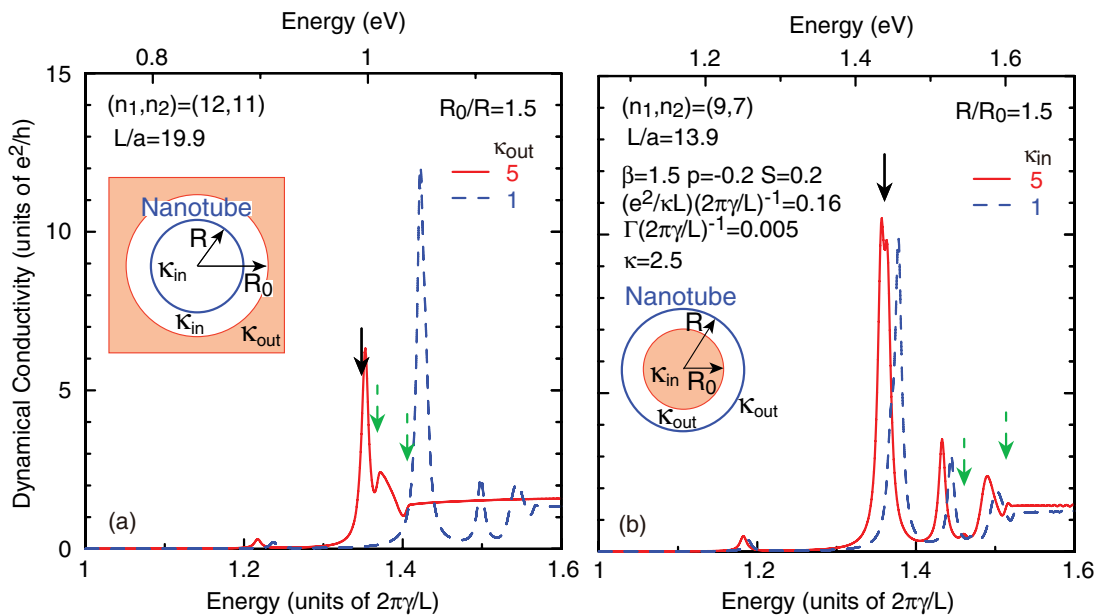 Energy (eV)
0.8 1
Dynamical Conductivity (units of e²/h)
15
10
5
0
(n₁,n₂)=(12,11)
L/a=19.9
R₀/R=1.5
κout
5
1
Nanotube
R
κin
R₀
κin
κout
(a)
1 1.2 1.4 1.6
Energy (units of 2πγ/L)
Energy (eV)
1.2 1.4 1.6
(n₁,n₂)=(9,7)
L/a=13.9
R/R₀=1.5
κin
5
1
β=1.5 p=-0.2 S=0.2
(e²/κL)(2πγ/L)⁻¹=0.16
Γ(2πγ/L)⁻¹=0.005
κ=2.5
Nanotube
R
κin
R₀
κout
κout
(b)
1 1.2 1.4 1.6
Energy (units of 2πγ/L)